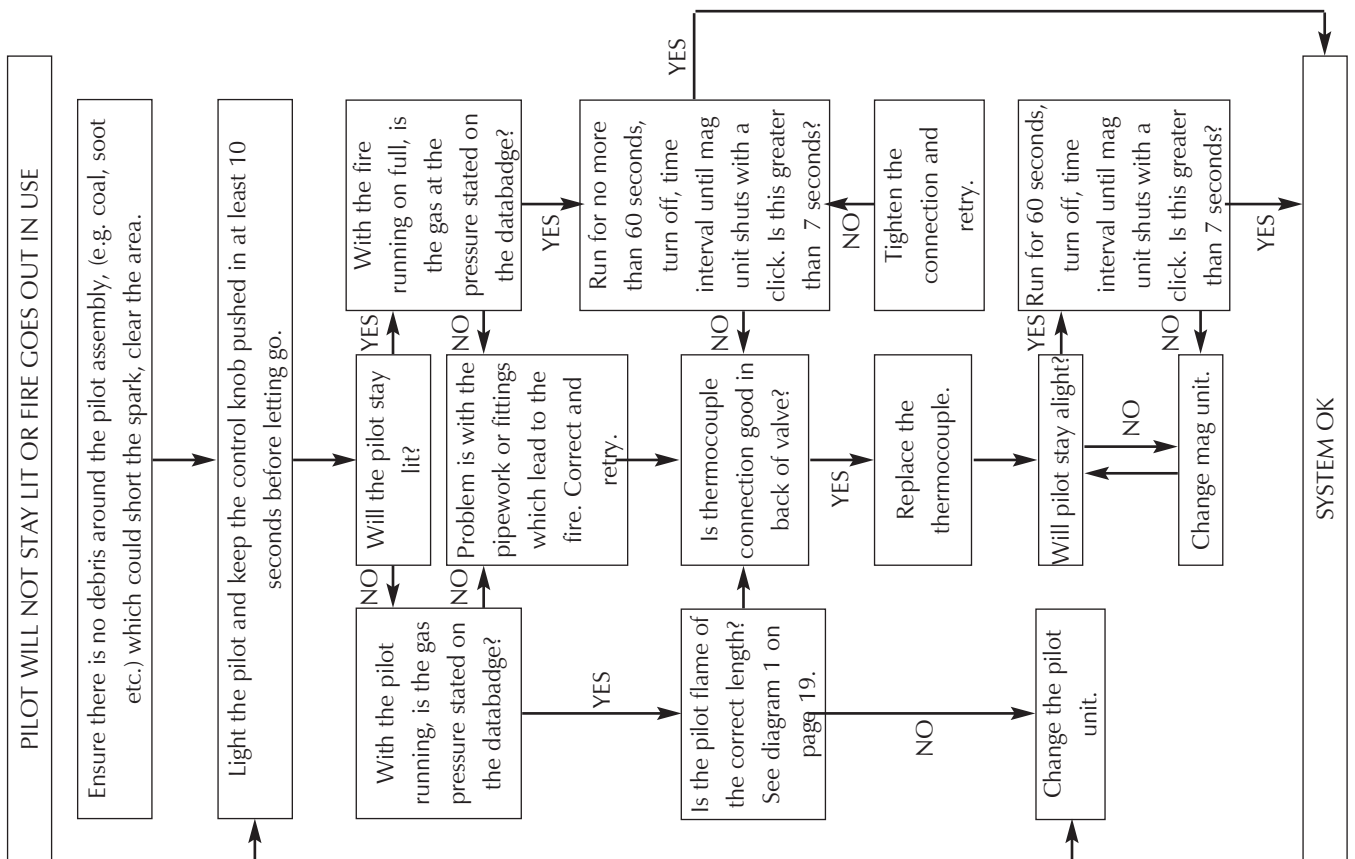 PILOT WILL NOT STAY LIT OR FIRE GOES OUT IN USE
Ensure there is no debris around the pilot assembly, (e.g. coal, soot
etc.) which could short the spark, clear the area.
Light the pilot and keep the control knob pushed in at least 10
seconds before letting go.
Will the pilot stay
lit?
NO
YES
With the pilot
running, is the gas
pressure stated on
the databadge?
NO
Problem is with the
pipework or fittings
which lead to the
fire. Correct and
retry.
NO
With the fire
running on full, is
the gas at the
pressure stated on
the databadge?
YES
YES
YES
Is the pilot flame of
the correct length?
See diagram 1 on
page 19.
NO
Is thermocouple
connection good in
back of valve?
YES
NO
Run for no more
than 60 seconds,
turn off, time
interval until mag
unit shuts with a
click. Is this greater
than 7 seconds?
NO
Replace the
thermocouple.
Tighten the
connection and
retry.
Change the pilot
unit.
Will pilot stay alight?
YES
NO
Change mag unit.
Run for 60 seconds,
turn off, time
interval until mag
unit shuts with a
click. Is this greater
than 7 seconds?
NO
YES
SYSTEM OK